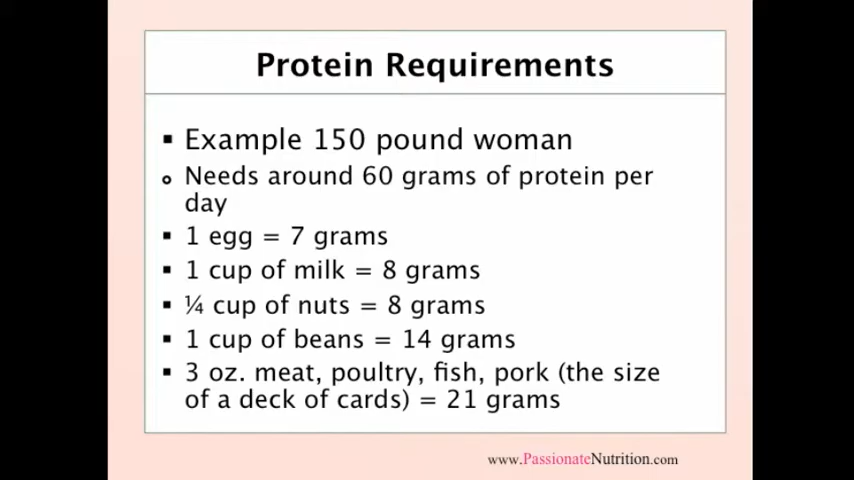 Protein Requirements
▪ Example 150 pound woman
∘ Needs around 60 grams of protein per
day
▪ 1 egg = 7 grams
▪ 1 cup of milk = 8 grams
▪ ¼ cup of nuts = 8 grams
▪ 1 cup of beans = 14 grams
▪ 3 oz. meat, poultry, fish, pork (the size
of a deck of cards) = 21 grams
www.PassionateNutrition.com